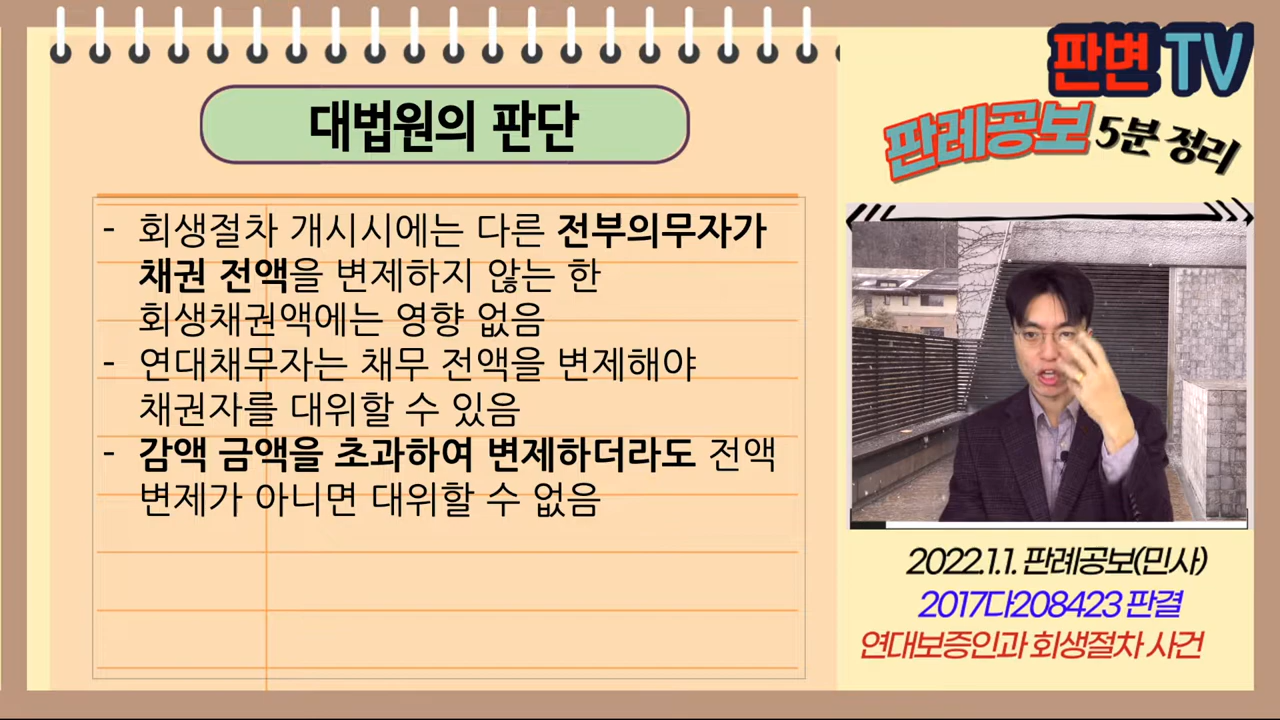 판변 TV
판례공보 5분 정리
대법원의 판단
- 회생절차 개시시에는 다른 전부의무자가
채권 전액을 변제하지 않는 한
회생채권액에는 영향 없음
- 연대채무자는 채무 전액을 변제해야
채권자를 대위할 수 있음
- 감액 금액을 초과하여 변제하더라도 전액
변제가 아니면 대위할 수 없음
2022.1.1. 판례공보(민사)
2017다208423 판결
연대보증인과 회생절차 사건